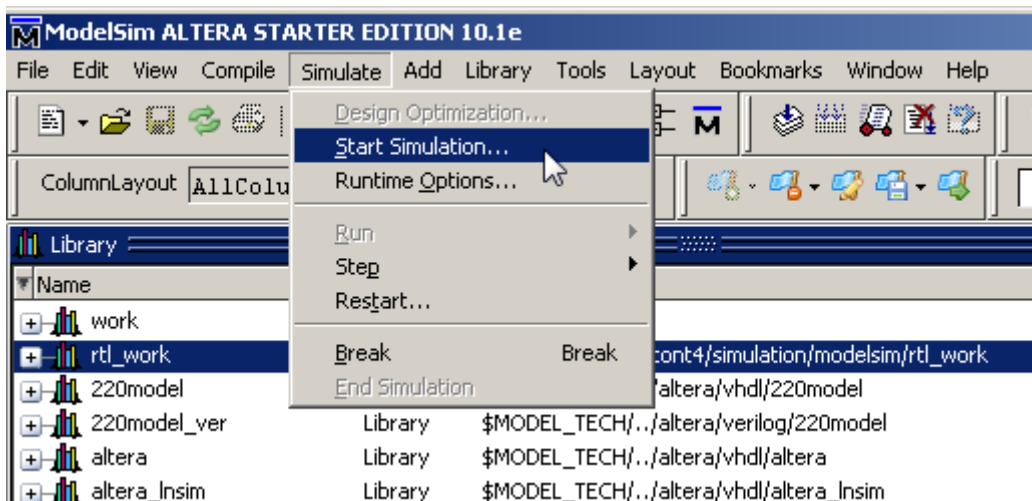 ModelSim ALTERA STARTER EDITION 10.1e
File Edit View Compile Simulate Add Library Tools Layout Bookmarks Window Help
Design Optimization...
Start Simulation...
Runtime Options...
Run
Step
Restart...
Break Break
End Simulation
ColumnLayout AllColu
Library
Name
work
rtl_work cont4/simulation/modelsim/rtl_work
220model /altera/vhdl/220model
220model_ver Library $MODEL_TECH/../altera/verilog/220model
altera Library $MODEL_TECH/../altera/vhdl/altera
altera_lnsim Library $MODEL_TECH/../altera/vhdl/altera_lnsim